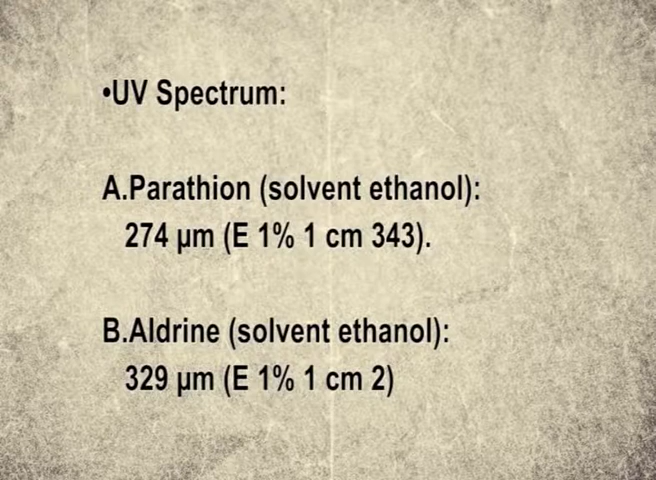 •UV Spectrum:
A.Parathion (solvent ethanol):
274 µm (E 1% 1 cm 343).
B.Aldrine (solvent ethanol):
329 µm (E 1% 1 cm 2)